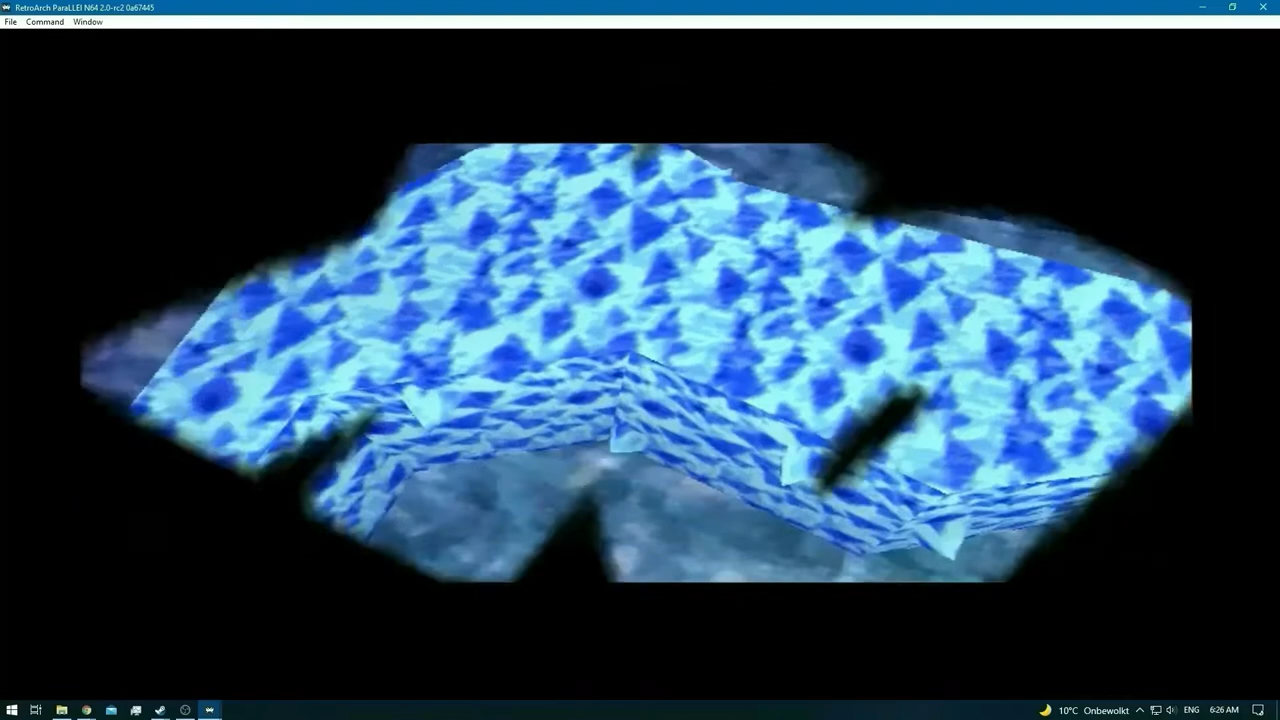 RetroArch ParaLLEl N64 2.0-rc2 0a67445
File Command Window
10°C Onbewolkt ENG 6:26 AM